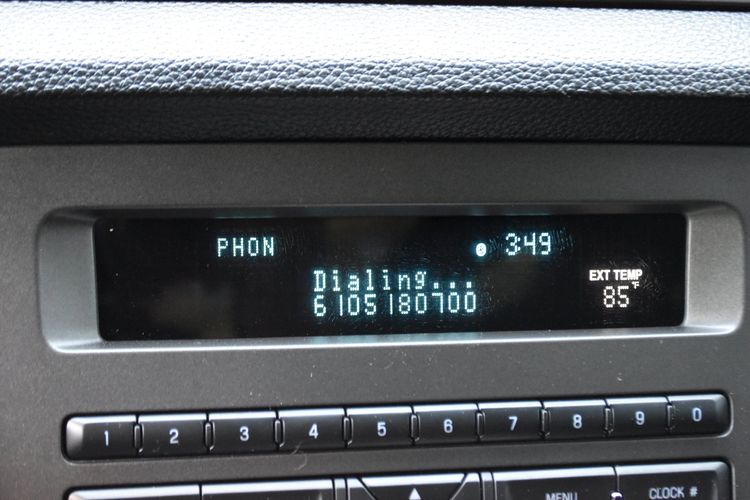 PHON 3:49
Dialing...
6105180700
EXT TEMP
85°F
1 2 3 4 5 6 7 8 9 0
MENU CLOCK #